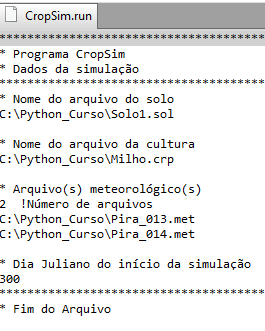 CropSim.run
****************************************
* Programa CropSim
* Dados da simulação
****************************************
* Nome do arquivo do solo
C:\Python_Curso\Solo1.sol
* Nome do arquivo da cultura
C:\Python_Curso\Milho.crp
* Arquivo(s) meteorológico(s)
2  !Número de arquivos
C:\Python_Curso\Pira_013.met
C:\Python_Curso\Pira_014.met
* Dia Juliano do início da simulação
300
****************************************
* Fim do Arquivo